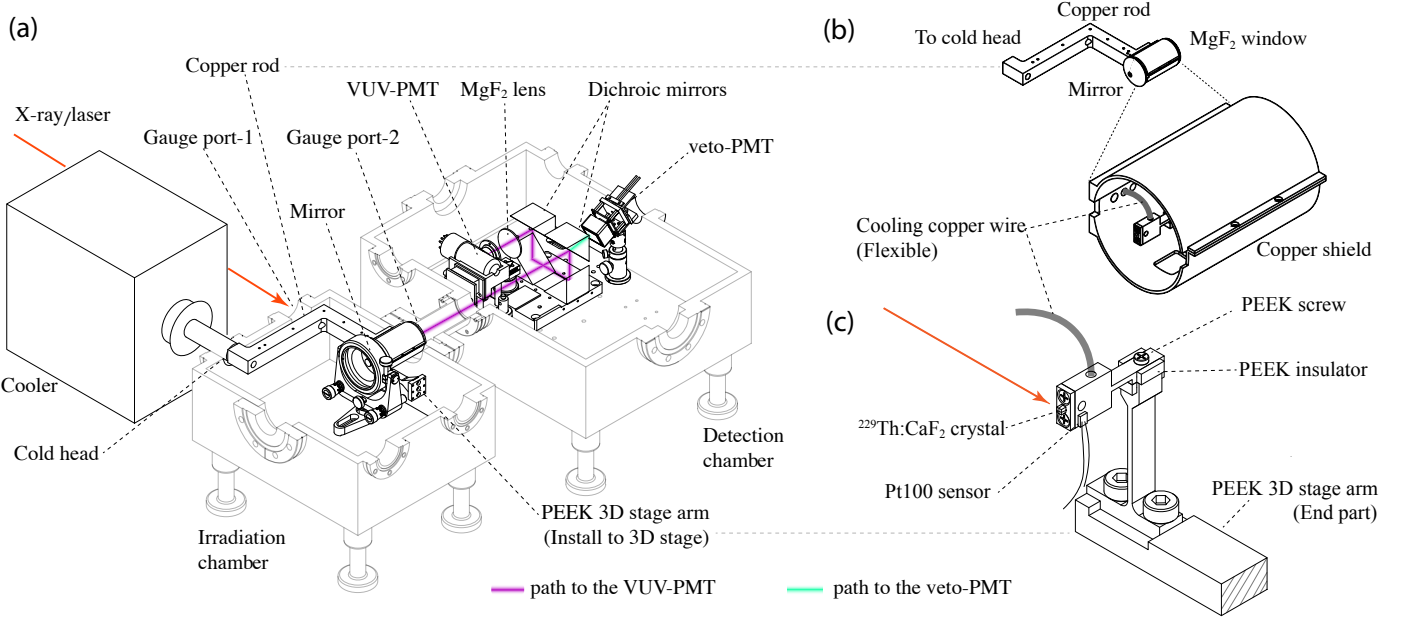 (a)
Copper rod
X-ray/laser
VUV-PMT
MgF₂ lens
Dichroic mirrors
Gauge port-1
Gauge port-2
veto-PMT
Mirror
Cooler
Cold head
Detection
chamber
Irradiation
chamber
PEEK 3D stage arm
(Install to 3D stage)
path to the VUV-PMT
path to the veto-PMT
(b)
Copper rod
To cold head
MgF₂ window
Mirror
Cooling copper wire
(Flexible)
Copper shield
(c)
PEEK screw
PEEK insulator
²²⁹Th:CaF₂ crystal
Pt100 sensor
PEEK 3D stage arm
(End part)